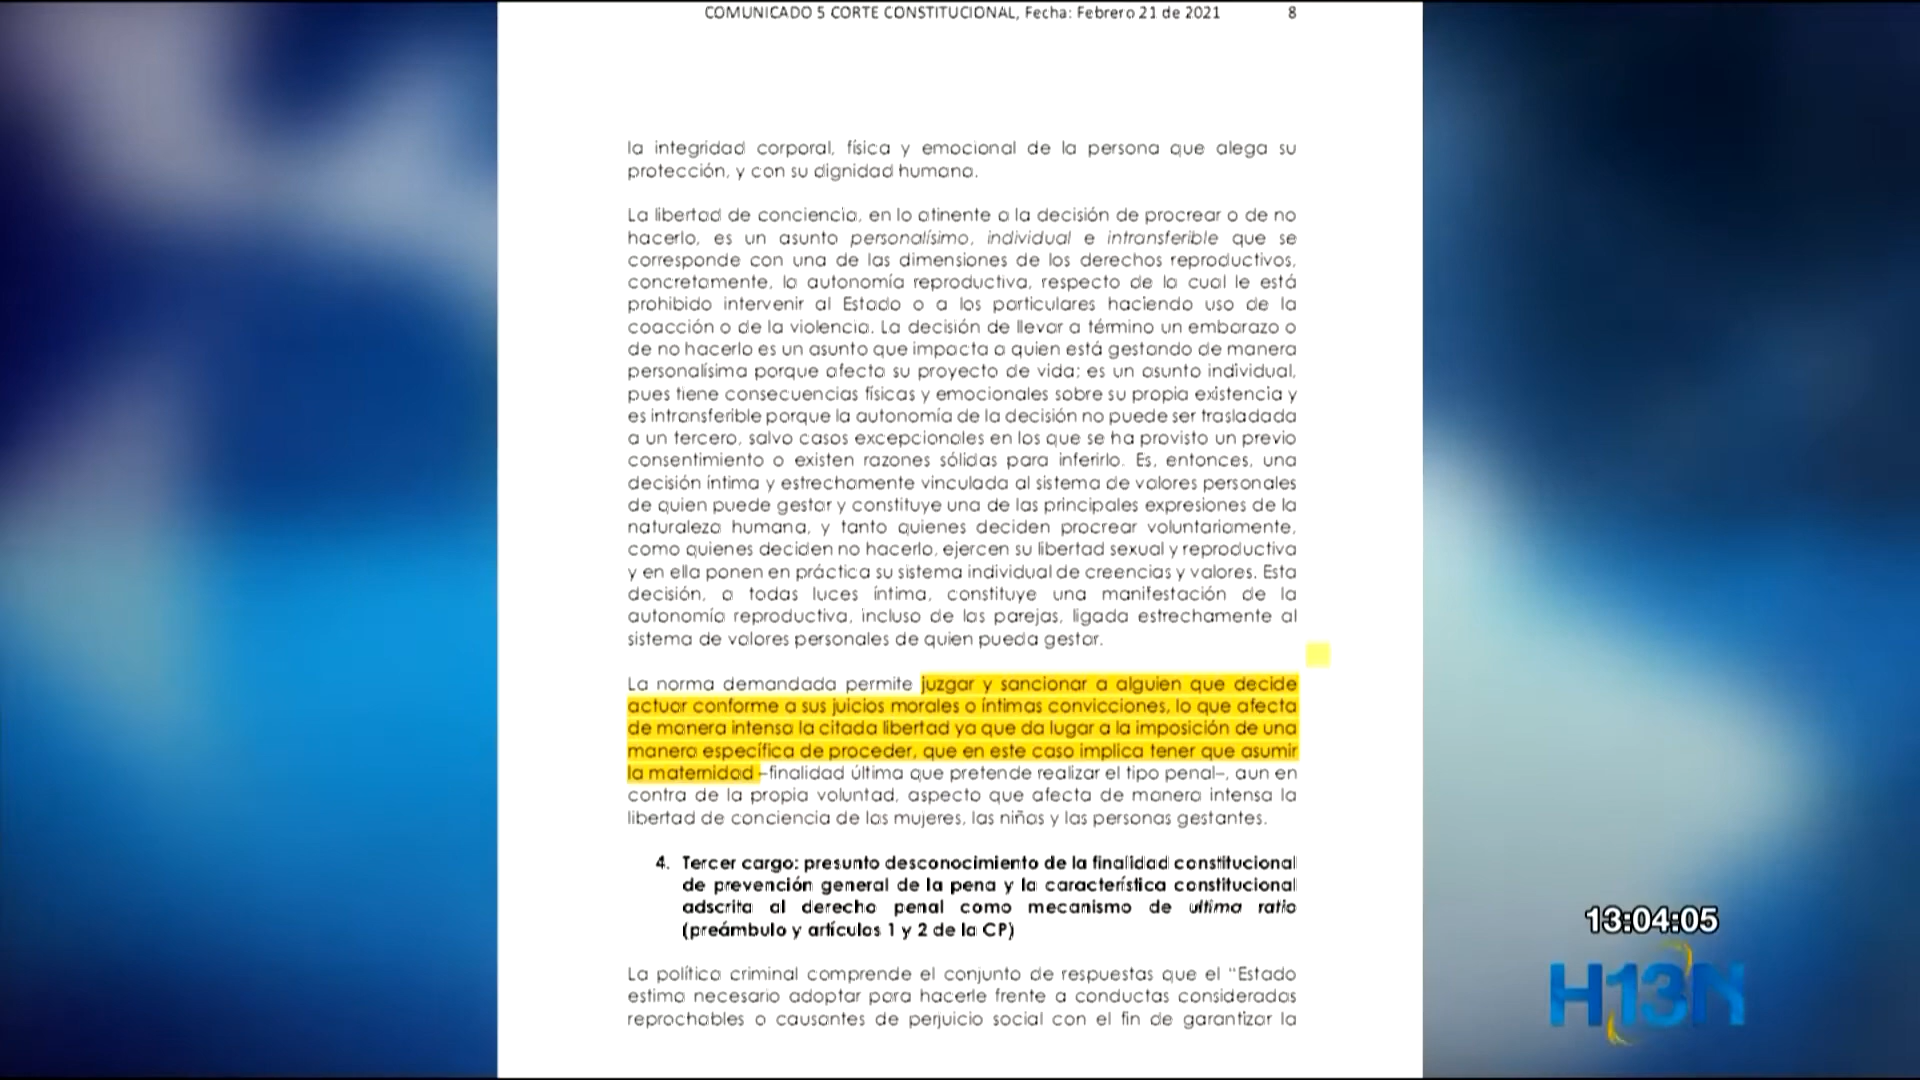 COMUNICADO 5 CORTE CONSTITUCIONAL, Fecha: Febrero 21 de 2021 8
la integridad corporal, física y emocional de la persona que alega su
protección, y con su dignidad humana.
La libertad de conciencia, en lo atinente a la decisión de procrear o de no
hacerlo, es un asunto personalísimo, individual e intransferible que se
corresponde con una de las dimensiones de los derechos reproductivos,
concretamente, la autonomía reproductiva, respecto de la cual le está
prohibido intervenir al Estado o a los particulares haciendo uso de la
coacción o de la violencia. La decisión de llevar a término un embarazo o
de no hacerlo es un asunto que impacta a quien está gestando de manera
personalísima porque afecta su proyecto de vida; es un asunto individual,
pues tiene consecuencias físicas y emocionales sobre su propia existencia y
es intransferible porque la autonomía de la decisión no puede ser trasladada
a un tercero, salvo casos excepcionales en los que se ha provisto un previo
consentimiento o existen razones sólidas para inferirlo. Es, entonces, una
decisión íntima y estrechamente vinculada al sistema de valores personales
de quien puede gestar y constituye una de las principales expresiones de la
naturaleza humana, y tanto quienes deciden procrear voluntariamente,
como quienes deciden no hacerlo, ejercen su libertad sexual y reproductiva
y en ella ponen en práctica su sistema individual de creencias y valores. Esta
decisión, a todas luces íntima, constituye una manifestación de la
autonomía reproductiva, incluso de las parejas, ligada estrechamente al
sistema de valores personales de quien pueda gestar.
La norma demandada permite juzgar y sancionar a alguien que decide
actuar conforme a sus juicios morales o íntimas convicciones, lo que afecta
de manera intensa la citada libertad ya que da lugar a la imposición de una
manera específica de proceder, que en este caso implica tener que asumir
la maternidad –finalidad última que pretende realizar el tipo penal–, aun en
contra de la propia voluntad, aspecto que afecta de manera intensa la
libertad de conciencia de las mujeres, las niñas y las personas gestantes.
4. Tercer cargo: presunto desconocimiento de la finalidad constitucional
de prevención general de la pena y la característica constitucional
adscrita al derecho penal como mecanismo de ultima ratio
(preámbulo y artículos 1 y 2 de la CP)
La política criminal comprende el conjunto de respuestas que el "Estado
estima necesario adoptar para hacerle frente a conductas consideradas
reprochables o causantes de perjuicio social con el fin de garantizar la
13:04:05
H13N